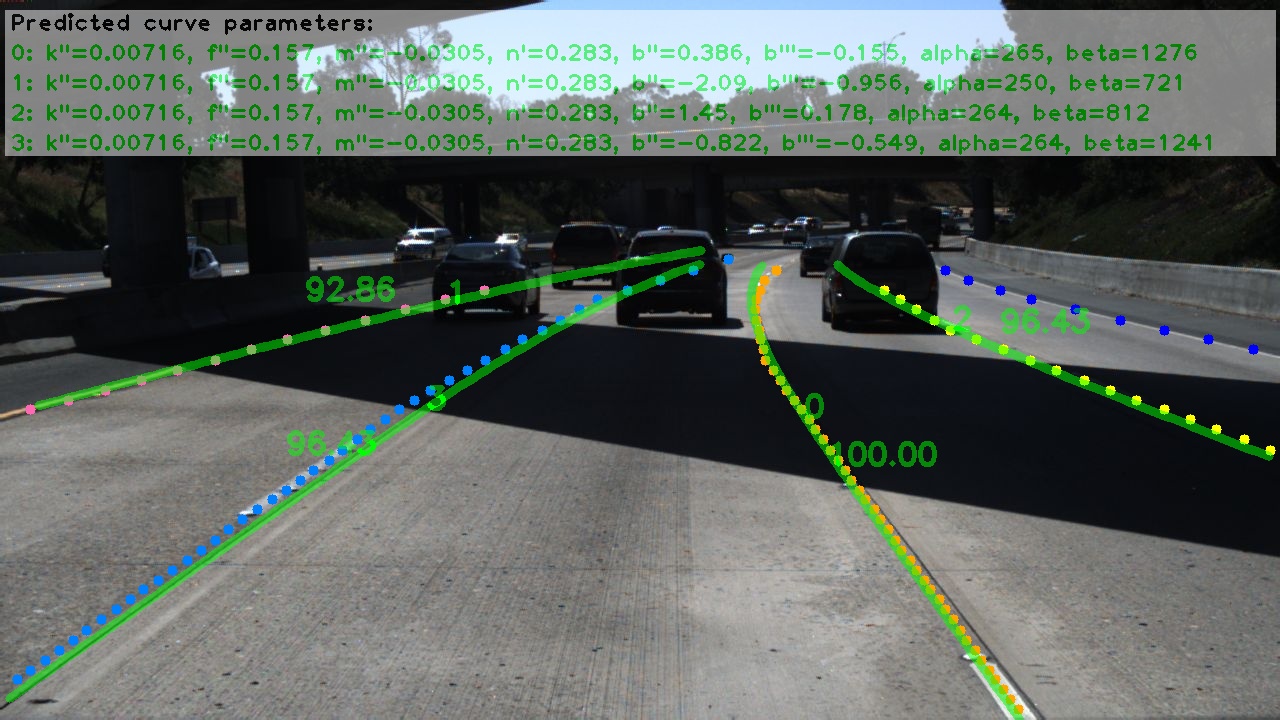 Predicted curve parameters:
0: k''=0.00716, f''=0.157, m''=-0.0305, n'=0.283, b''=0.386, b'''=-0.155, alpha=265, beta=1276
1: k''=0.00716, f''=0.157, m''=-0.0305, n'=0.283, b''=-2.09, b'''=-0.956, alpha=250, beta=721
2: k''=0.00716, f''=0.157, m''=-0.0305, n'=0.283, b''=1.45, b'''=0.178, alpha=264, beta=812
3: k''=0.00716, f''=0.157, m''=-0.0305, n'=0.283, b''=-0.822, b'''=-0.549, alpha=264, beta=1241
92.86 1
2 96.43
3
0
96.43
100.00